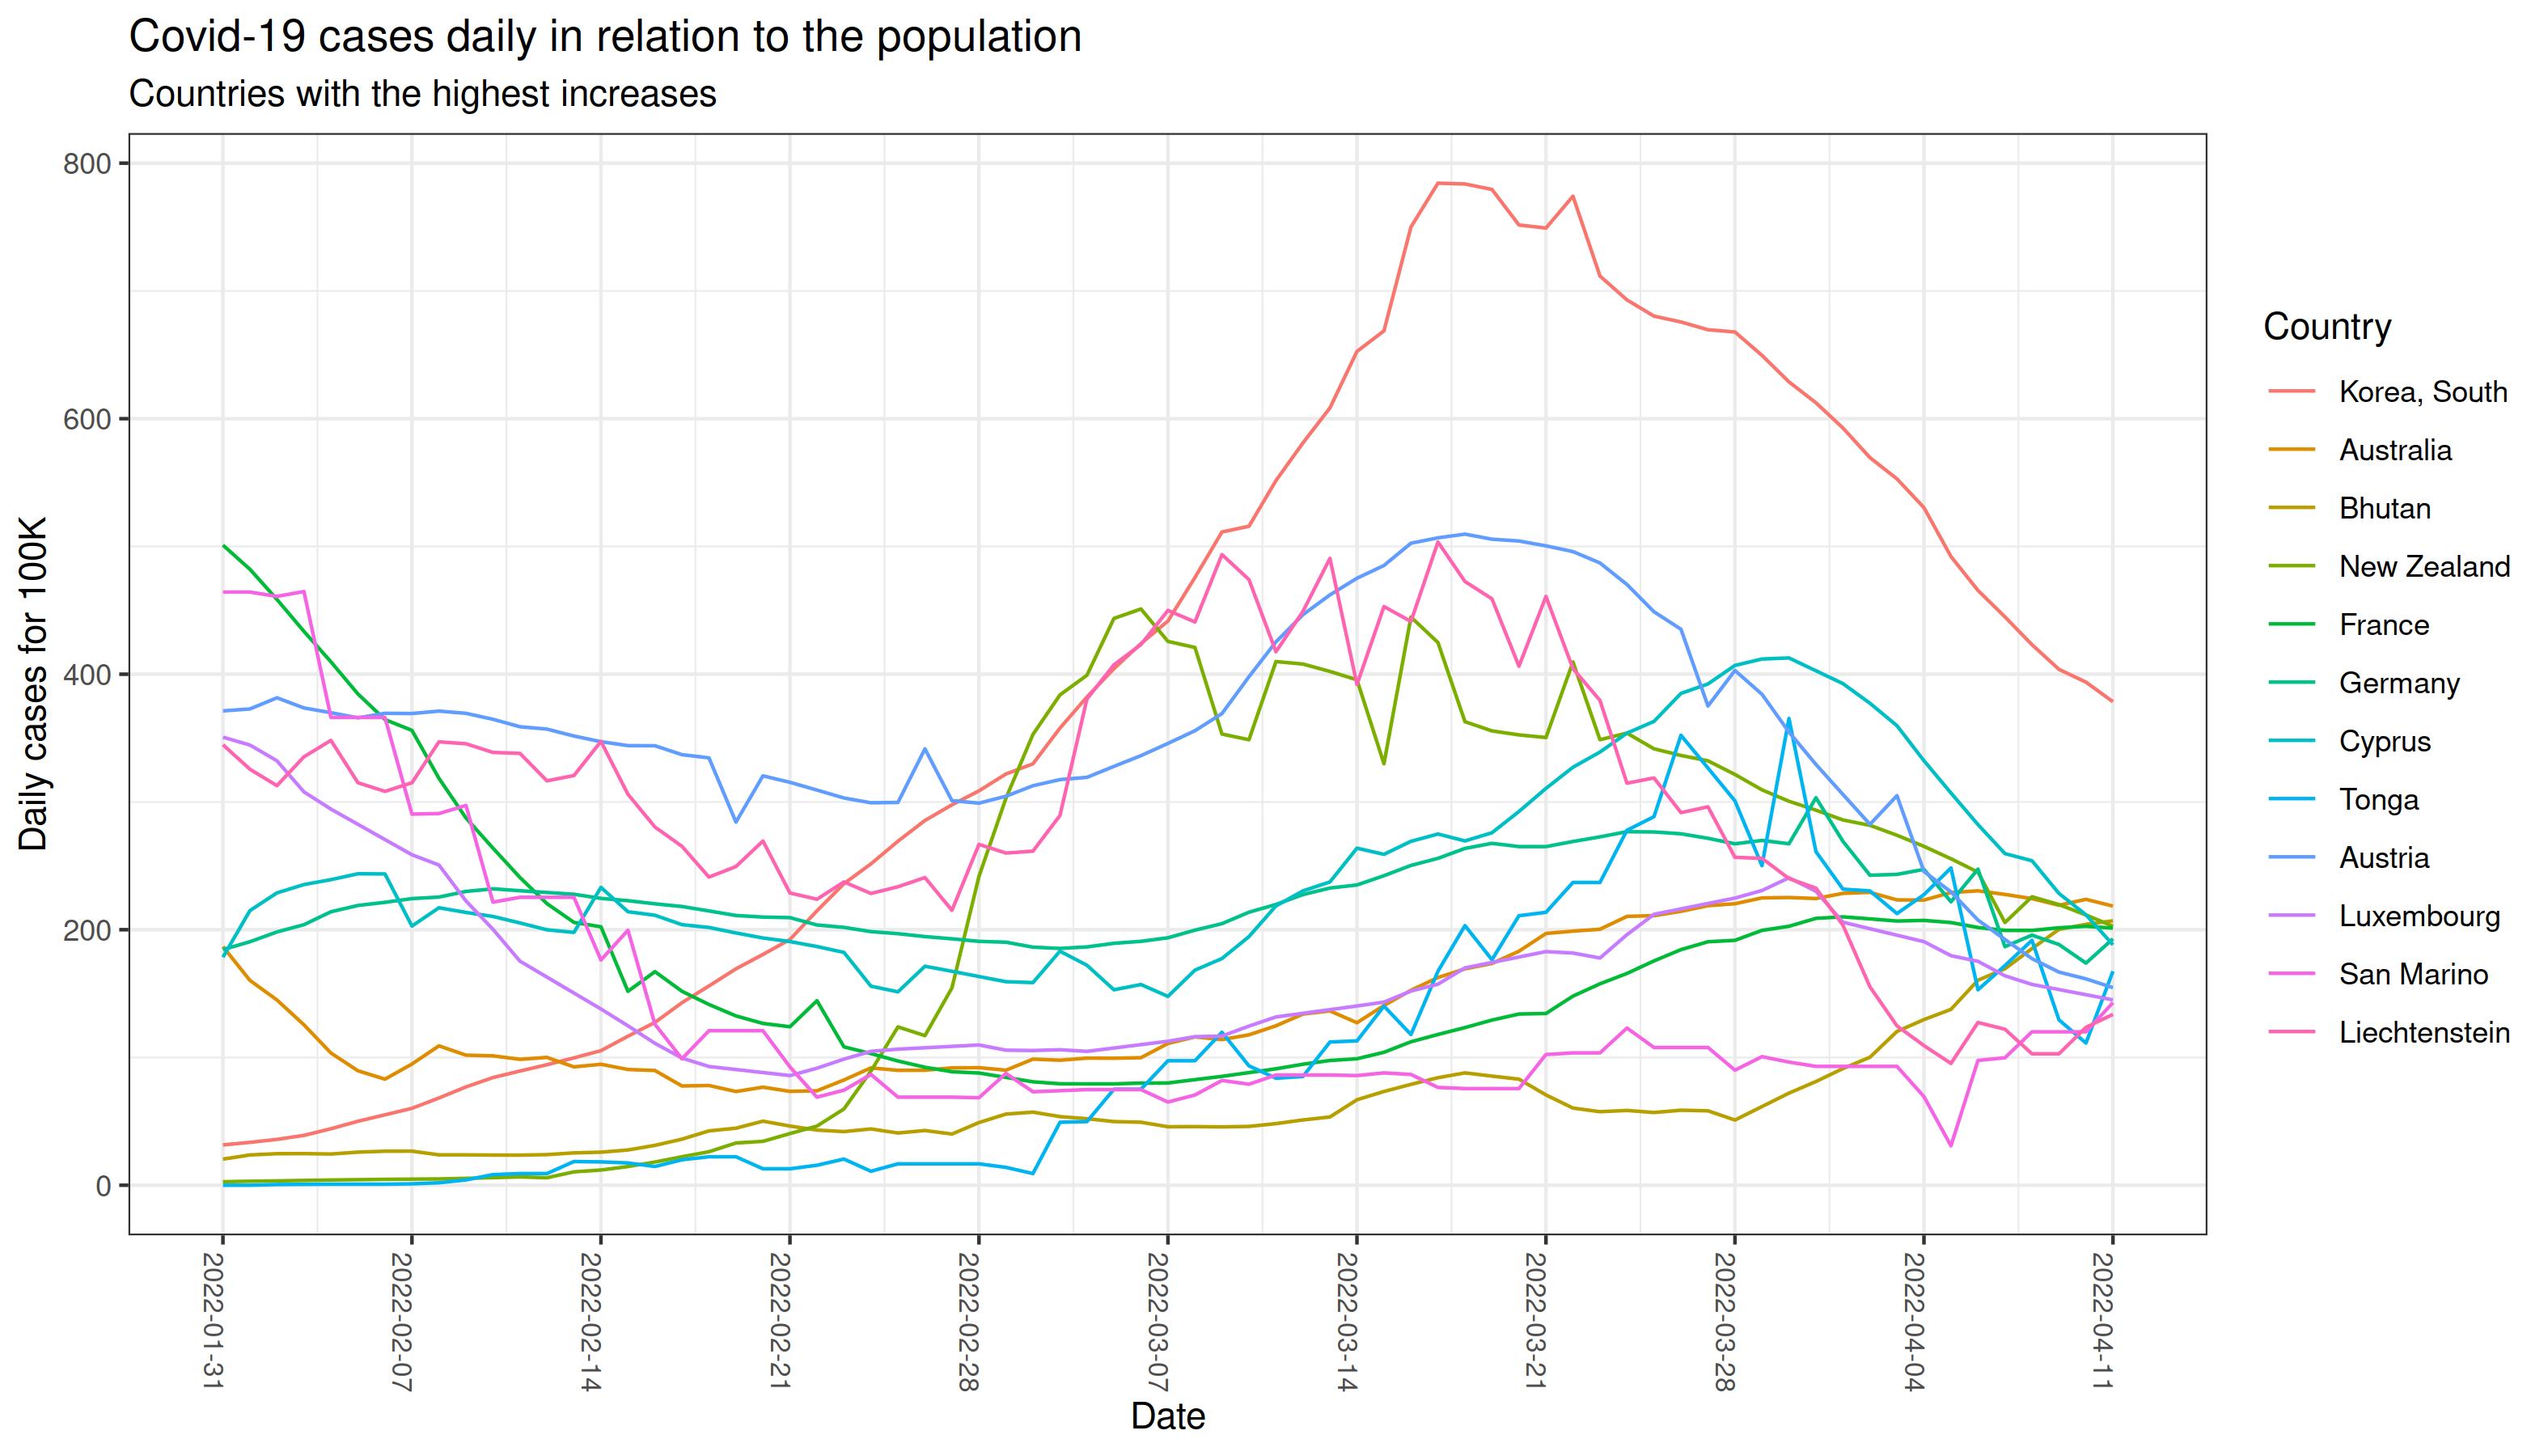 Covid-19 cases daily in relation to the population
Countries with the highest increases
Daily cases for 100K
800
600
400
200
0
2022-01-31
2022-02-07
2022-02-14
2022-02-21
2022-02-28
2022-03-07
2022-03-14
2022-03-21
2022-03-28
2022-04-04
2022-04-11
Date
Country
Korea, South
Australia
Bhutan
New Zealand
France
Germany
Cyprus
Tonga
Austria
Luxembourg
San Marino
Liechtenstein